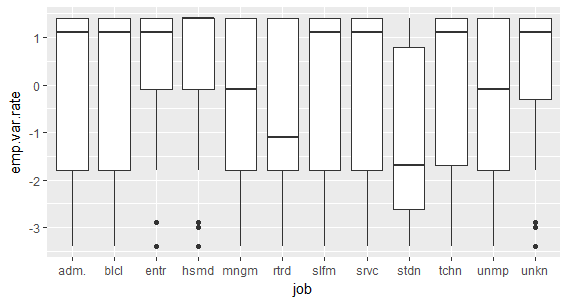 emp.var.rate
1
0
-1
-2
-3
adm. blcl entr hsmd mngm rtrd slfm srvc stdn tchn unmp unkn
job